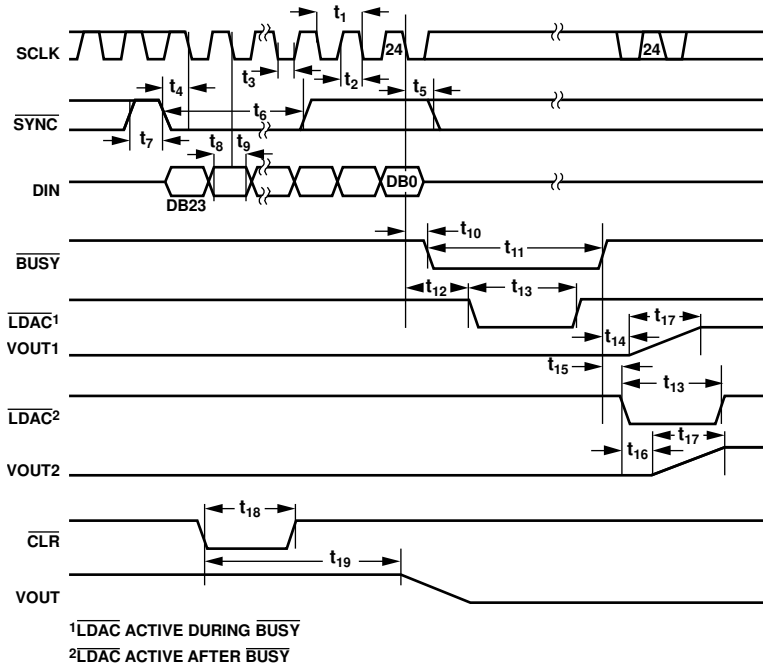 t1
SCLK
24
24
t3
t2
t4
t5
SYNC
t6
t7
t8
t9
DIN
DB0
DB23
t10
BUSY
t11
t12
t13
LDAC1
t17
VOUT1
t14
t15
t13
LDAC2
t17
VOUT2
t16
t18
CLR
t19
VOUT
1LDAC ACTIVE DURING BUSY
2LDAC ACTIVE AFTER BUSY